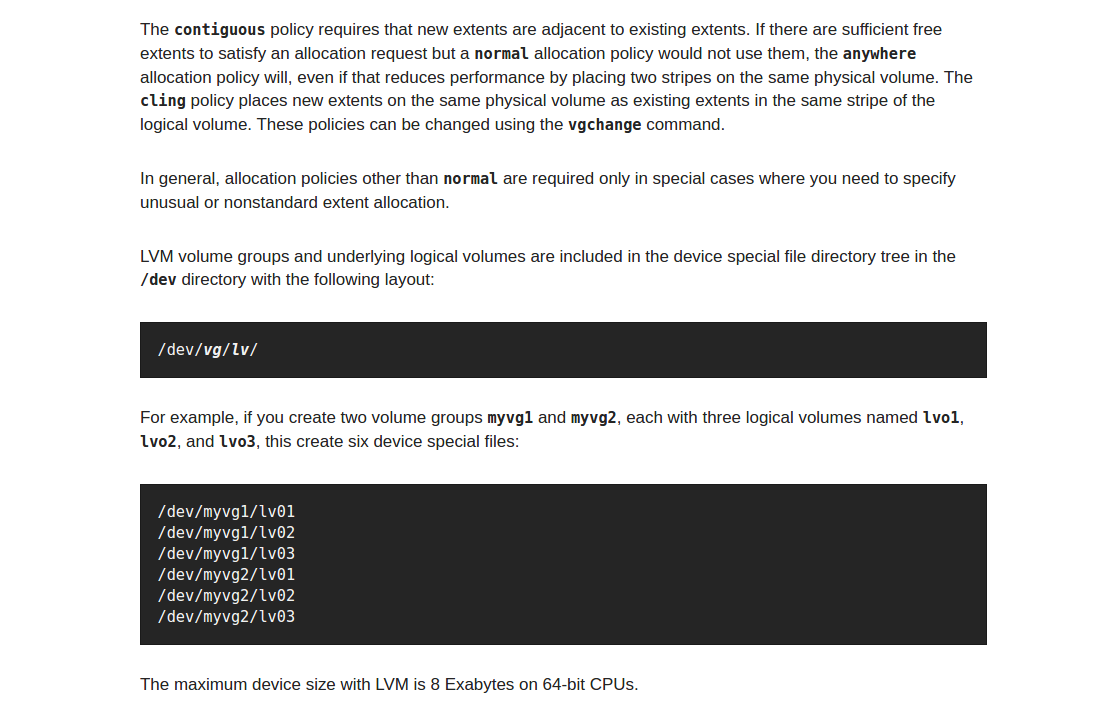 The contiguous policy requires that new extents are adjacent to existing extents. If there are sufficient free
extents to satisfy an allocation request but a normal allocation policy would not use them, the anywhere
allocation policy will, even if that reduces performance by placing two stripes on the same physical volume. The
cling policy places new extents on the same physical volume as existing extents in the same stripe of the
logical volume. These policies can be changed using the vgchange command.
In general, allocation policies other than normal are required only in special cases where you need to specify
unusual or nonstandard extent allocation.
LVM volume groups and underlying logical volumes are included in the device special file directory tree in the
/dev directory with the following layout:
/dev/vg/lv/
For example, if you create two volume groups myvg1 and myvg2, each with three logical volumes named lvo1,
lvo2, and lvo3, this create six device special files:
/dev/myvg1/lv01
/dev/myvg1/lv02
/dev/myvg1/lv03
/dev/myvg2/lv01
/dev/myvg2/lv02
/dev/myvg2/lv03
The maximum device size with LVM is 8 Exabytes on 64-bit CPUs.